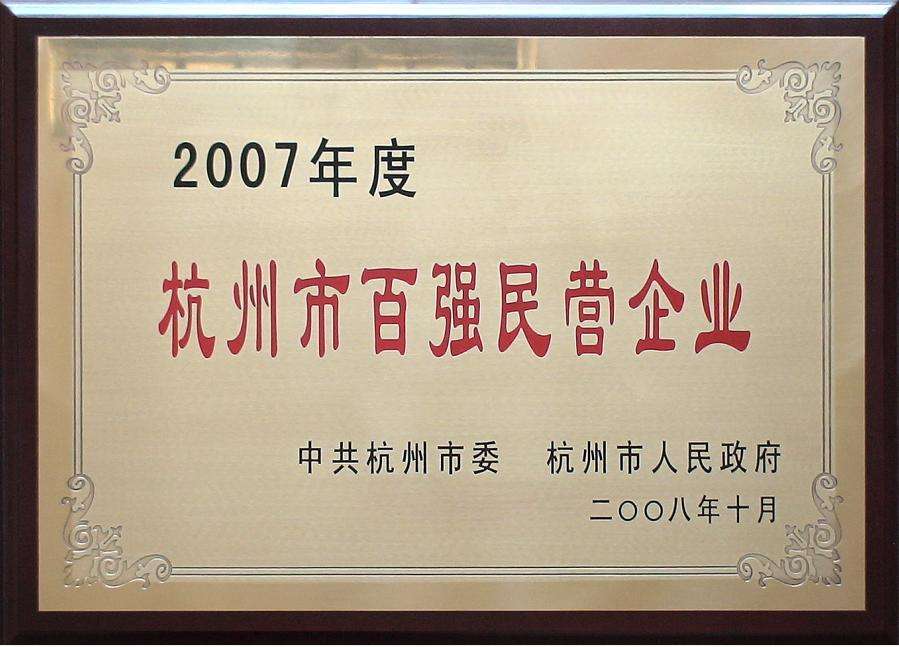 2007年度
杭州市百强民营企业
中共杭州市委 杭州市人民政府
二〇〇八年十月